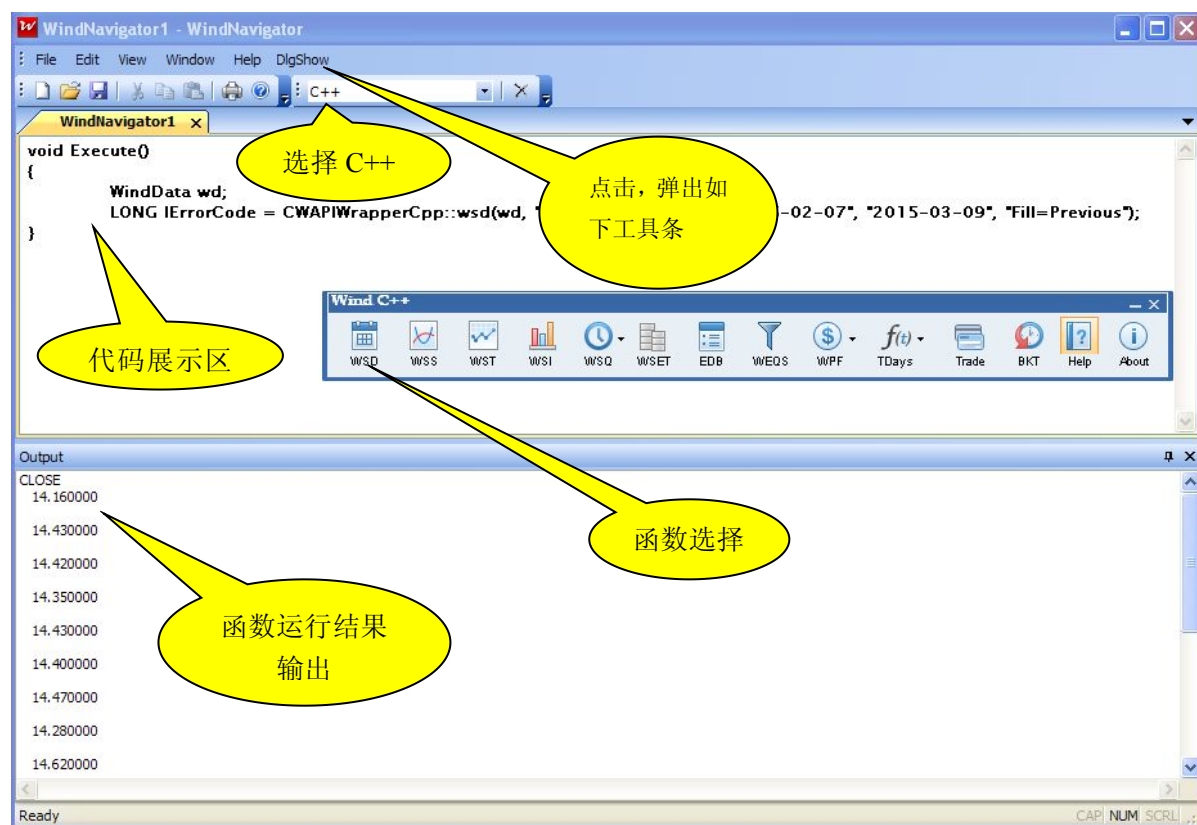 WindNavigator1 - WindNavigator
File Edit View Window Help DlgShow
C++
WindNavigator1 x
void Execute()
{
WindData wd;
LONG lErrorCode = CWAPIWrapperCpp::wsd(wd, "
-02-07", "2015-03-09", "Fill=Previous");
}
选择 C++
点击，弹出如
下工具条
代码展示区
Wind C++
WSD WSS WST WSI WSQ WSET EDB WEQS WPF TDays Trade BKT Help About
函数选择
Output
CLOSE
14.160000
14.430000
14.420000
14.350000
14.430000
14.400000
14.470000
14.280000
14.620000
函数运行结果
输出
Ready
CAP NUM SCRL